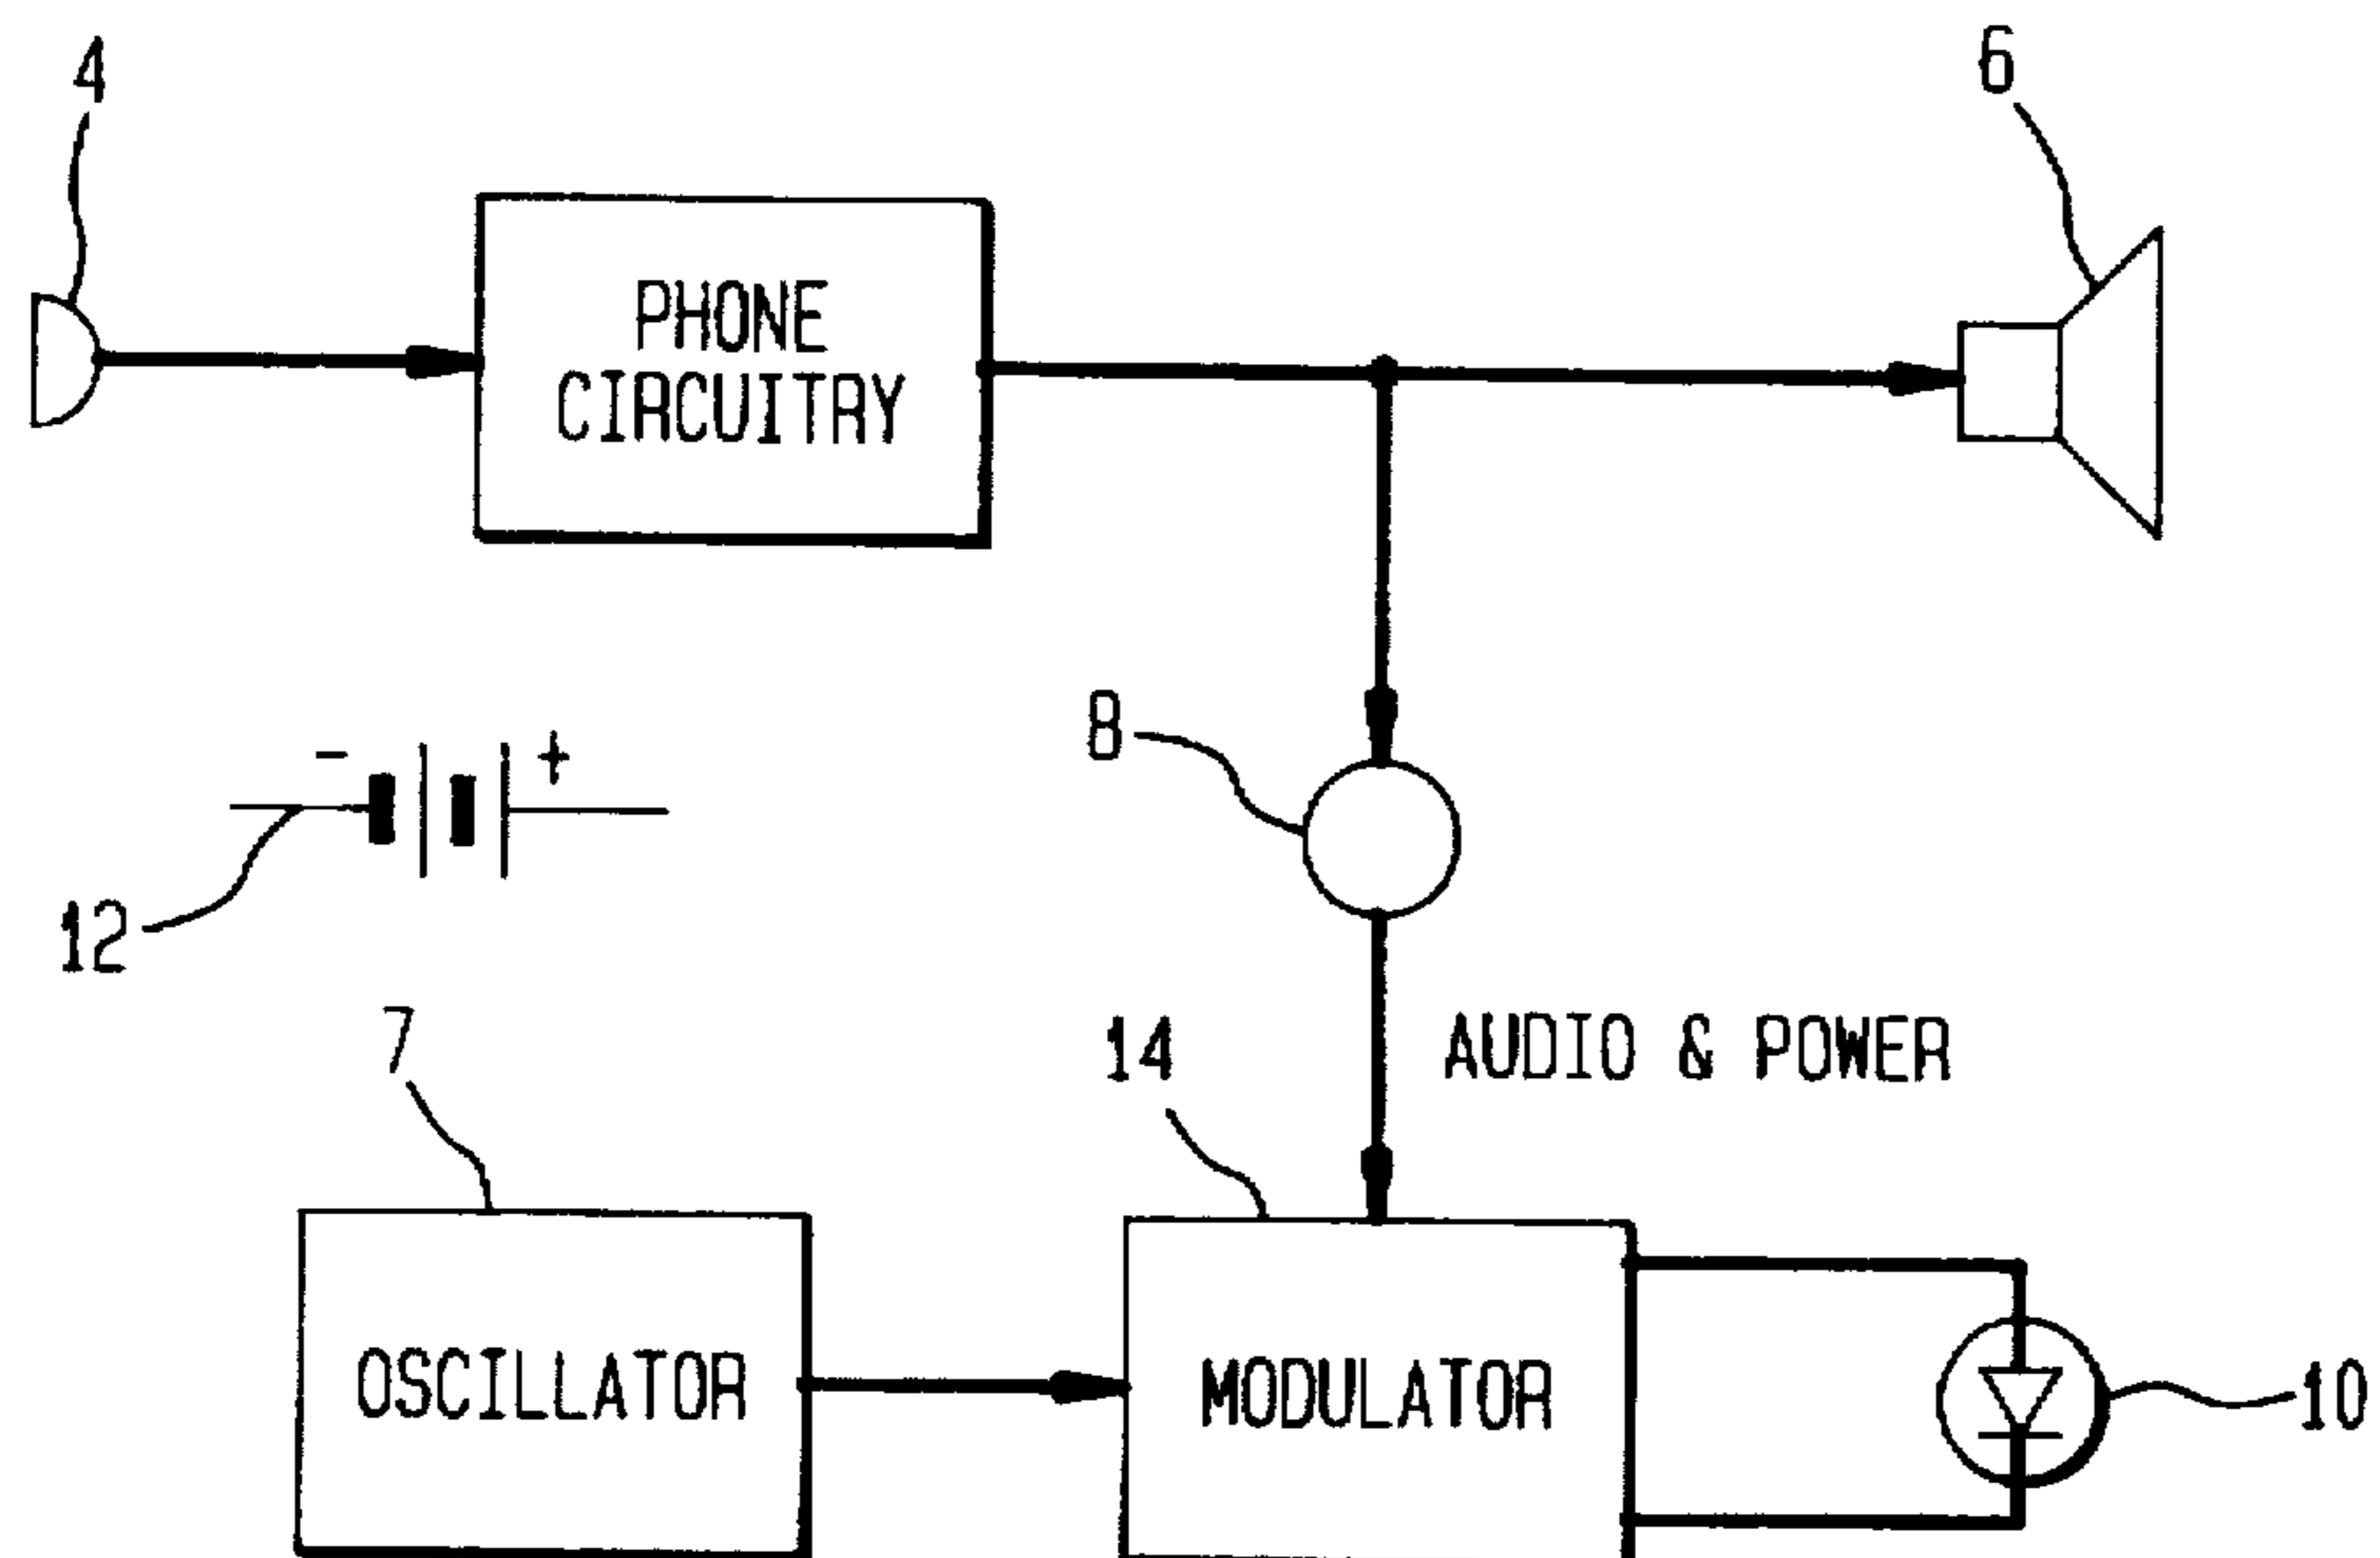 4
6
PHONE
CIRCUITRY
8
- +
12
7
14
AUDIO & POWER
OSCILLATOR
MODULATOR
10